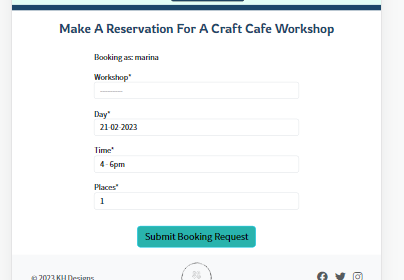 Make A Reservation For A Craft Cafe Workshop
Booking as: marina
Workshop*
---------
Day*
21-02-2023
Time*
4 - 6pm
Places*
1
Submit Booking Request
© 2023 KU Designs